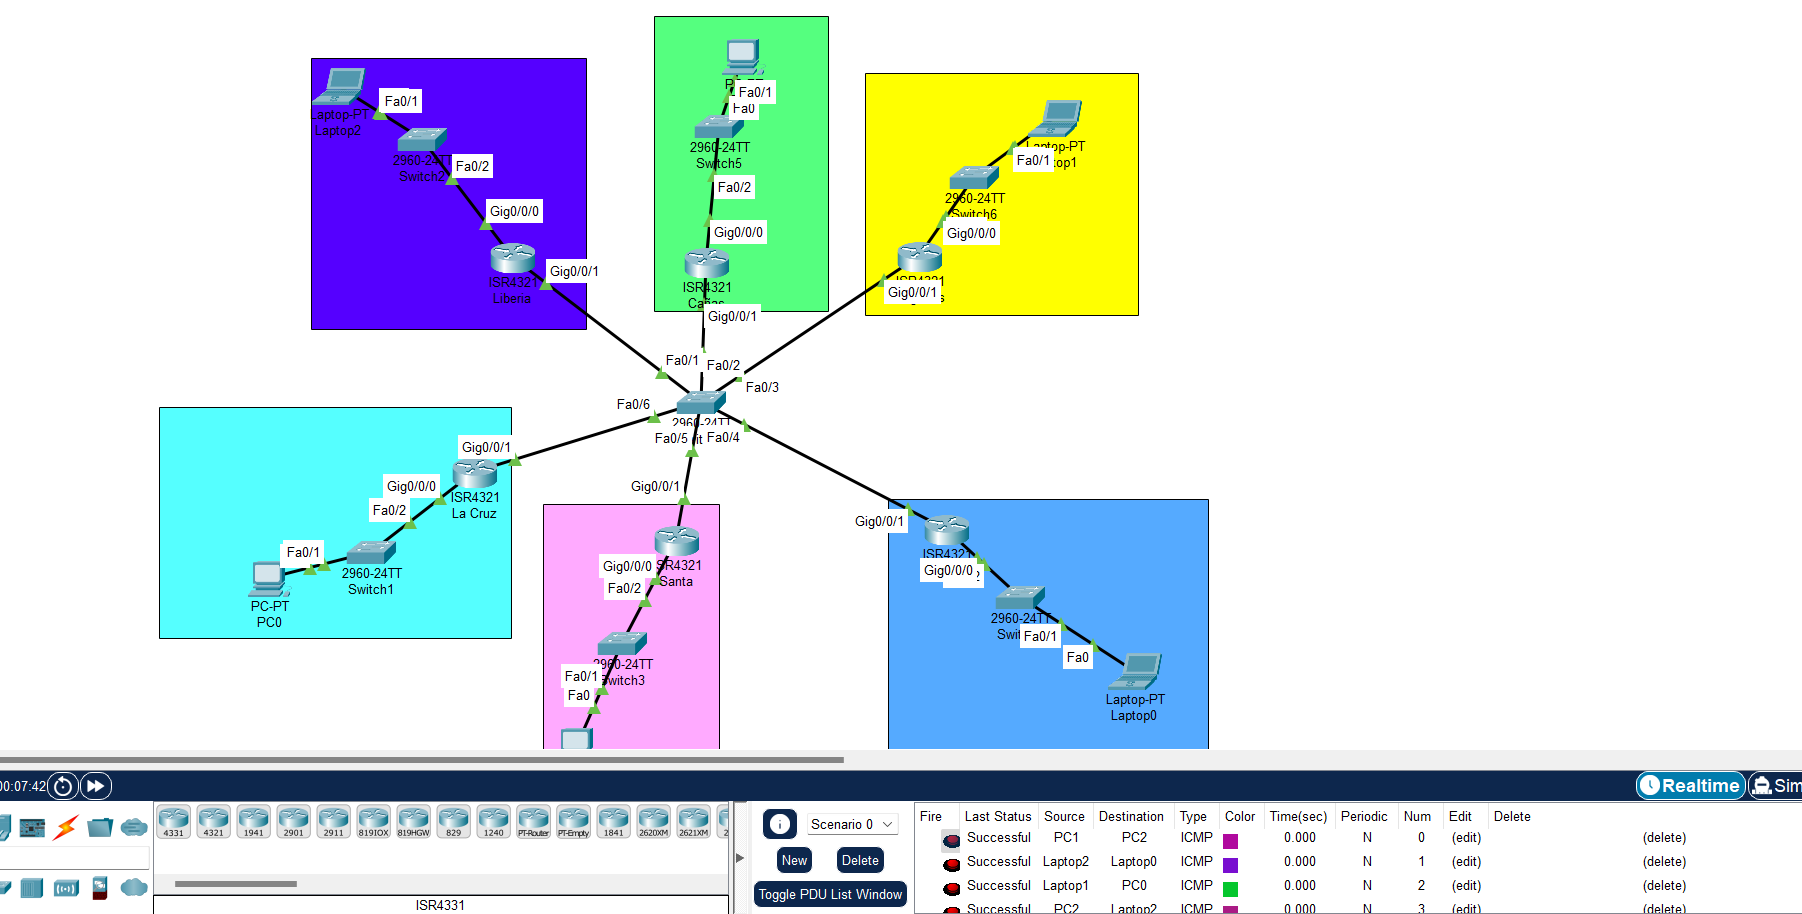 Fa0/1
Laptop-PT
Laptop2
2960-24TT
Switch2
Fa0/2
Gig0/0/0
ISR4321
Liberia
Gig0/0/1
Fa0/1
Fa0
2960-24TT
Switch5
Fa0/2
Gig0/0/0
ISR4321
Cañas
Gig0/0/1
Laptop-PT
Fa0/1
2960-24TT
Switch6
Gig0/0/0
ISR4321
Gig0/0/1
Fa0/1
Fa0/2
Fa0/3
Fa0/6
2960-24TT
Fa0/5
Fa0/4
Gig0/0/1
Gig0/0/0
ISR4321
La Cruz
Fa0/2
Fa0/1
2960-24TT
Switch1
PC-PT
PC0
Gig0/0/1
Gig0/0/0
SR4321
Santa
Fa0/2
2960-24TT
Switch3
Fa0/1
Fa0
Gig0/0/1
ISR4321
Gig0/0/0
2960-24TT
Fa0/1
Fa0
Laptop-PT
Laptop0
00:07:42
Realtime
Sim
4331 4321 1941 2901 2911 819IOX 819HGW 829 1240 PT-Router PT-Empty 1841 2620XM 2621XM 2
ISR4331
Scenario 0
New Delete
Toggle PDU List Window
Fire Last Status Source Destination Type Color Time(sec) Periodic Num Edit Delete
Successful PC1 PC2 ICMP 0.000 N 0 (edit) (delete)
Successful Laptop2 Laptop0 ICMP 0.000 N 1 (edit) (delete)
Successful Laptop1 PC0 ICMP 0.000 N 2 (edit) (delete)
Successful PC2 Laptop2 ICMP 0.000 N 3 (edit) (delete)